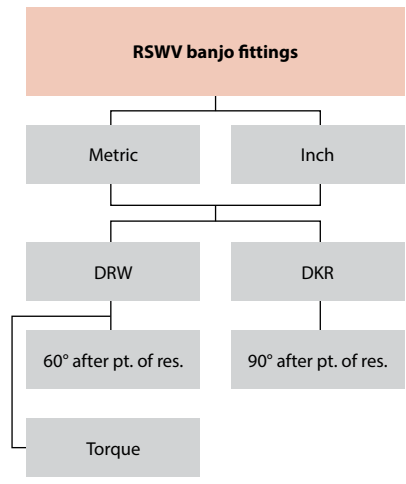 RSWV banjo fittings
Metric
Inch
DRW
DKR
60° after pt. of res.
90° after pt. of res.
Torque